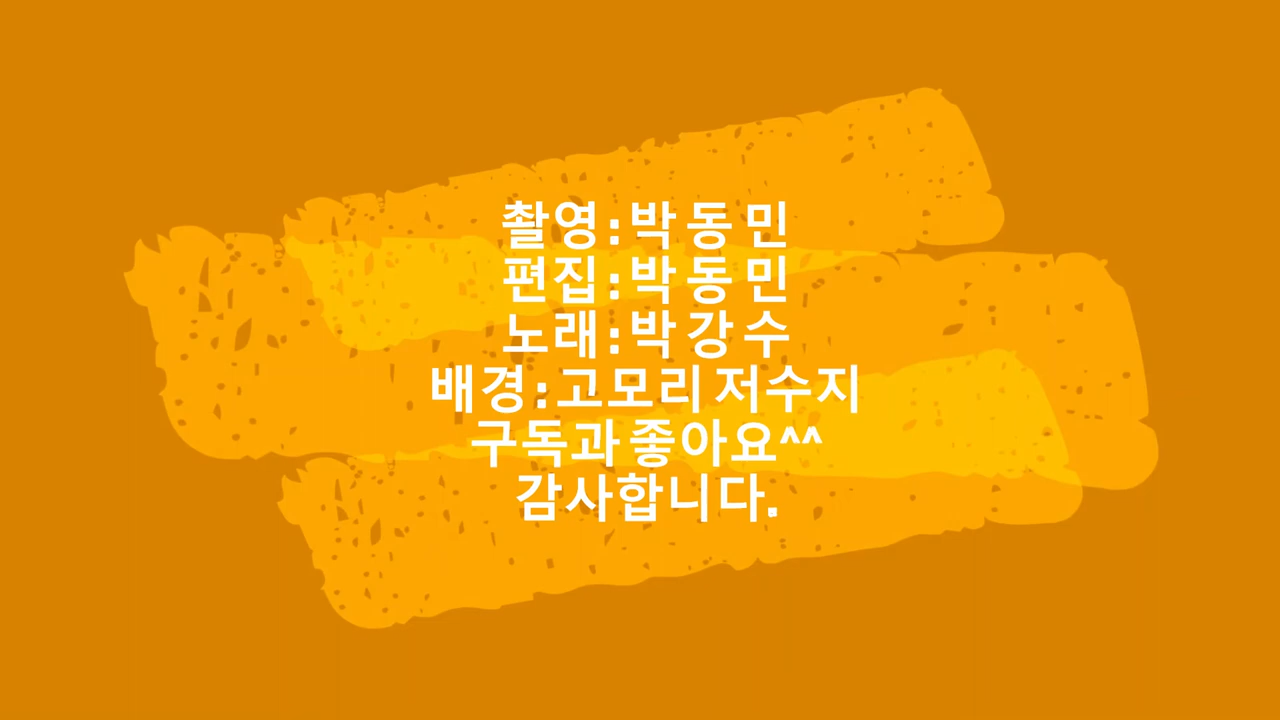 촬영:박 동 민
편집:박 동 민
노래:박 강 수
배경:고모리 저수지
구독과 좋아요^^
감사합니다.